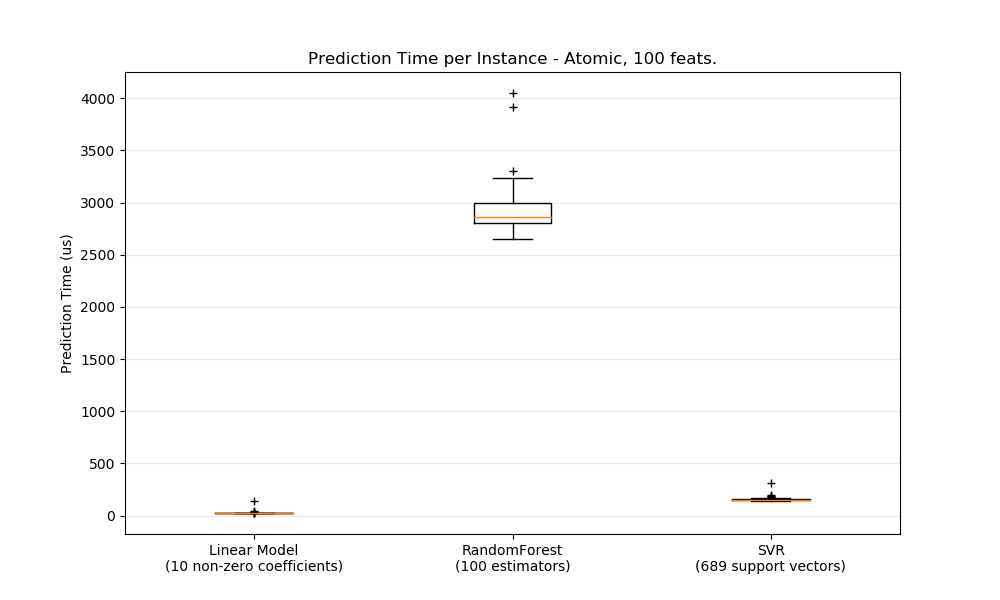 Prediction Time per Instance - Atomic, 100 feats.
Prediction Time (us)
4000
3500
3000
2500
2000
1500
1000
500
0
Linear Model
(10 non-zero coefficients)
RandomForest
(100 estimators)
SVR
(689 support vectors)